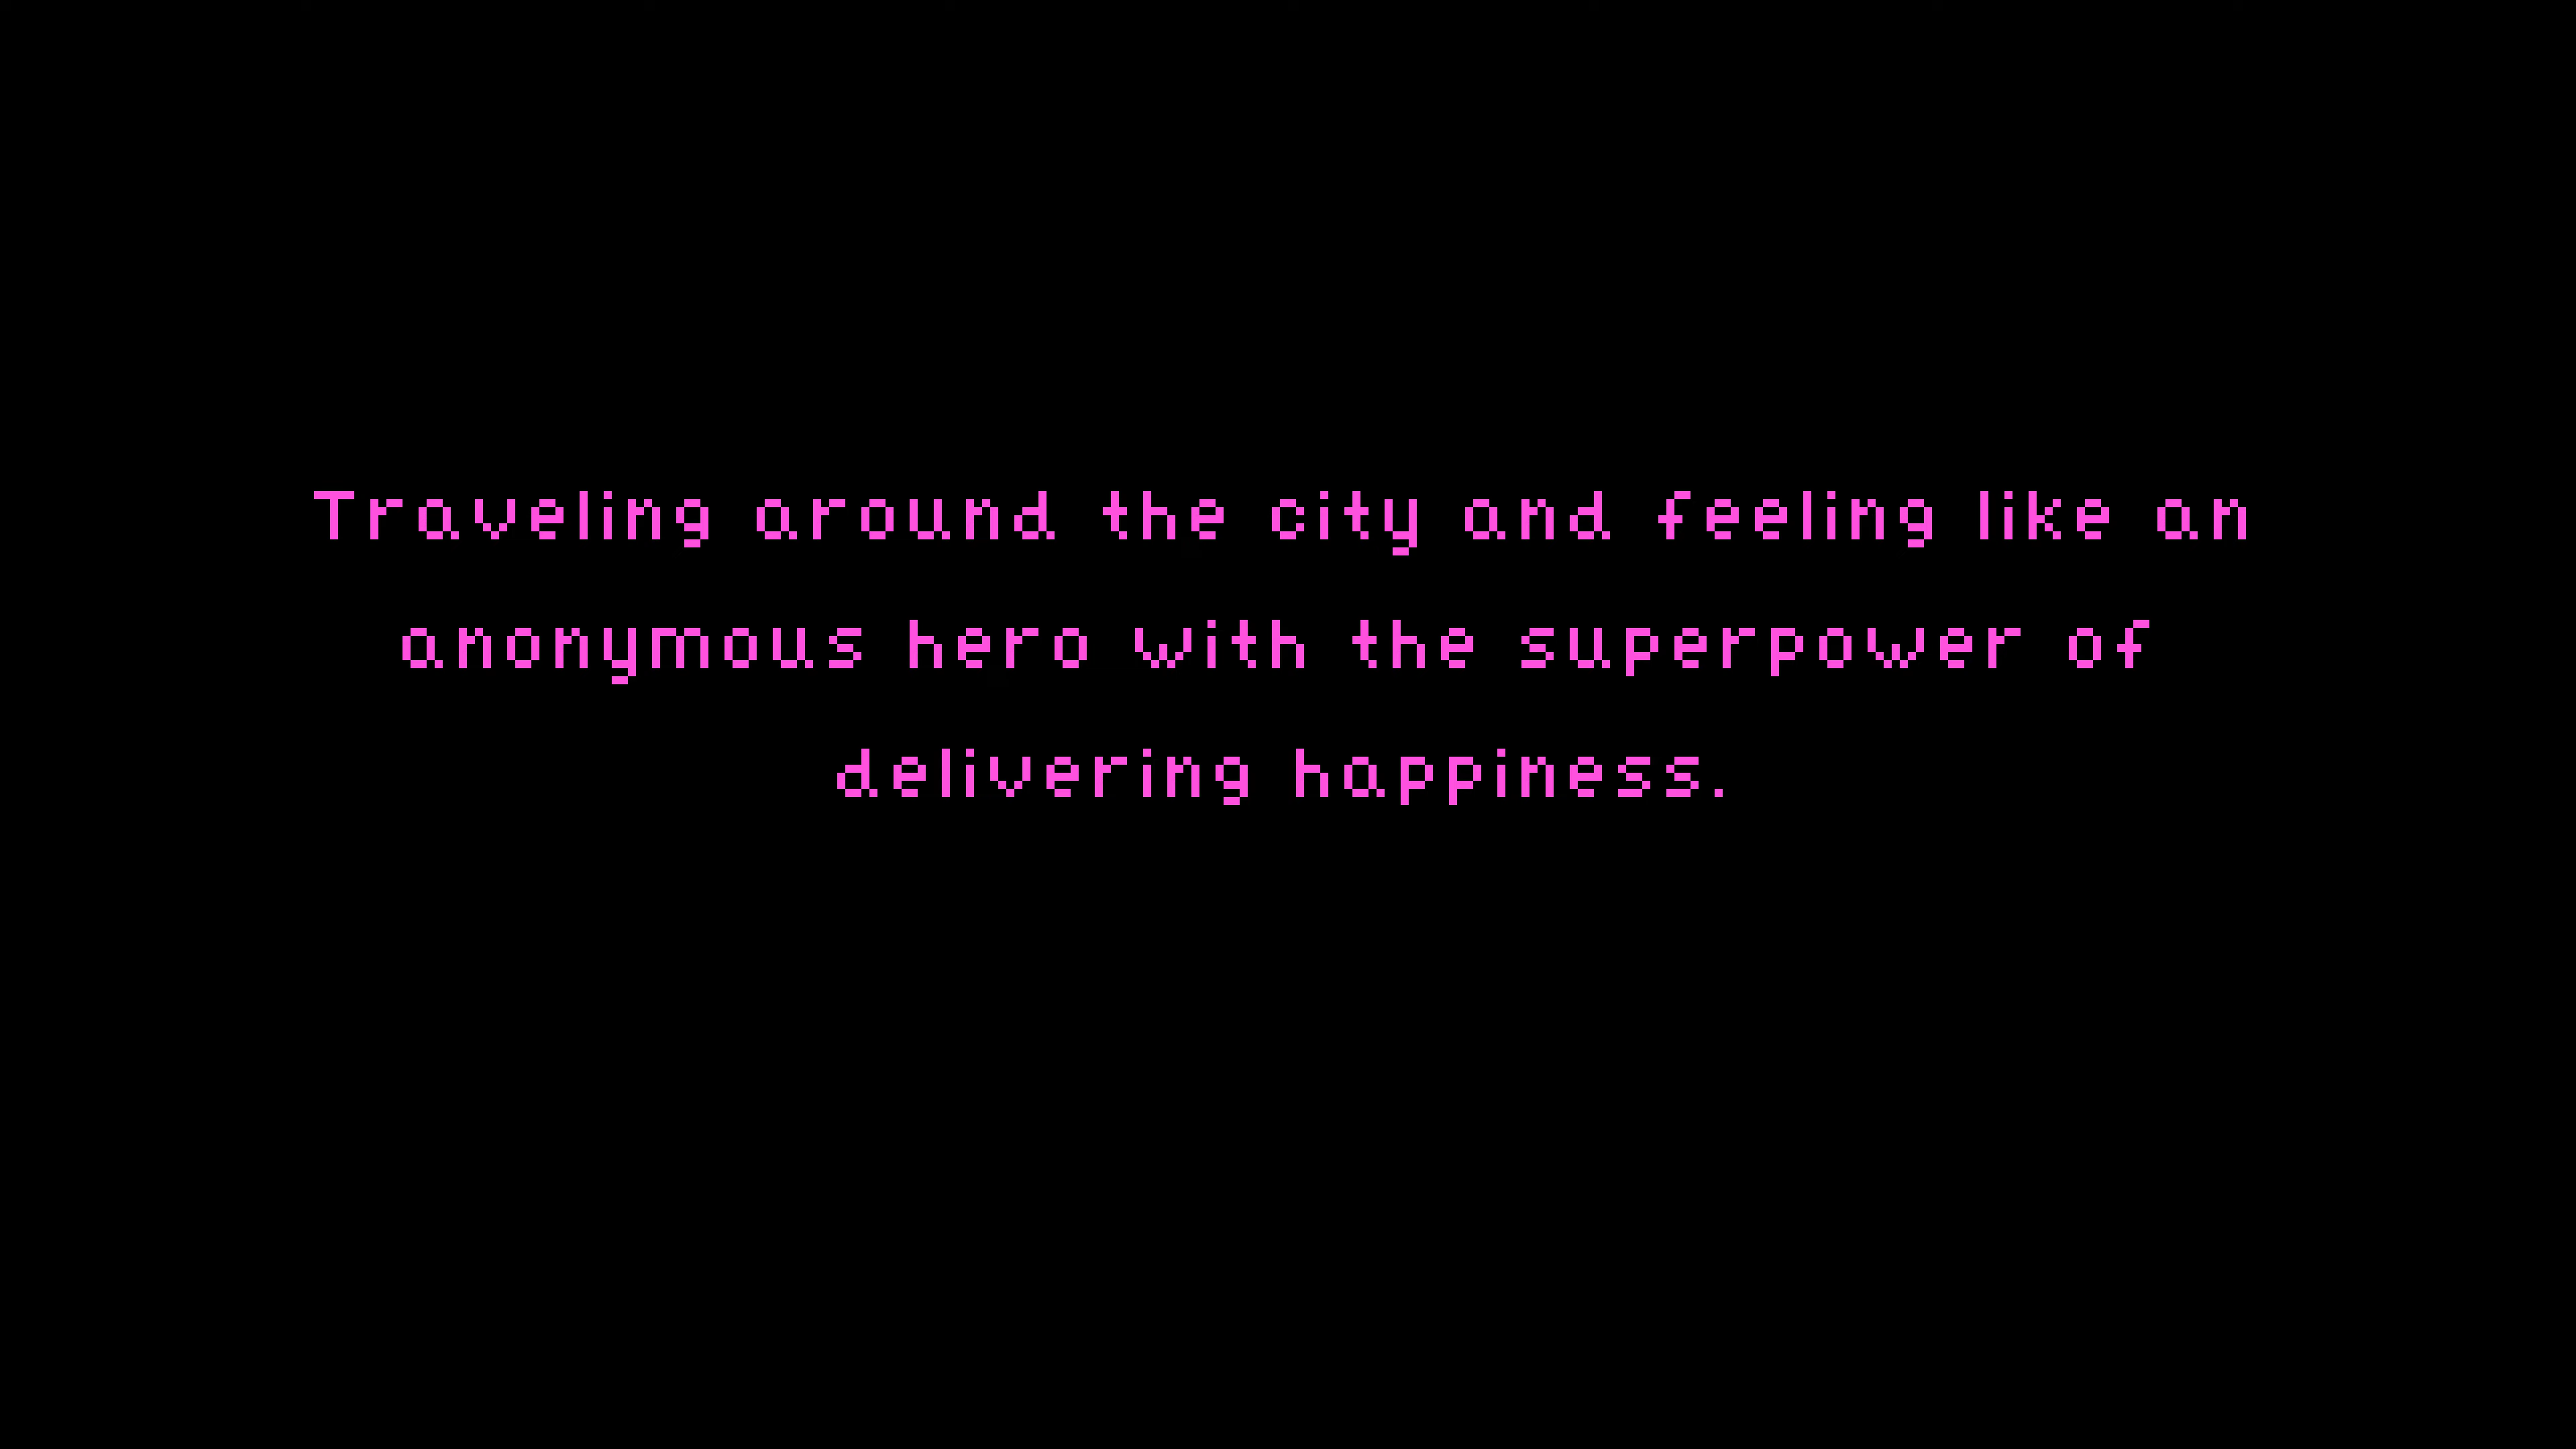 Traveling around the city and feeling like an
anonymous hero with the superpower of
delivering happiness.